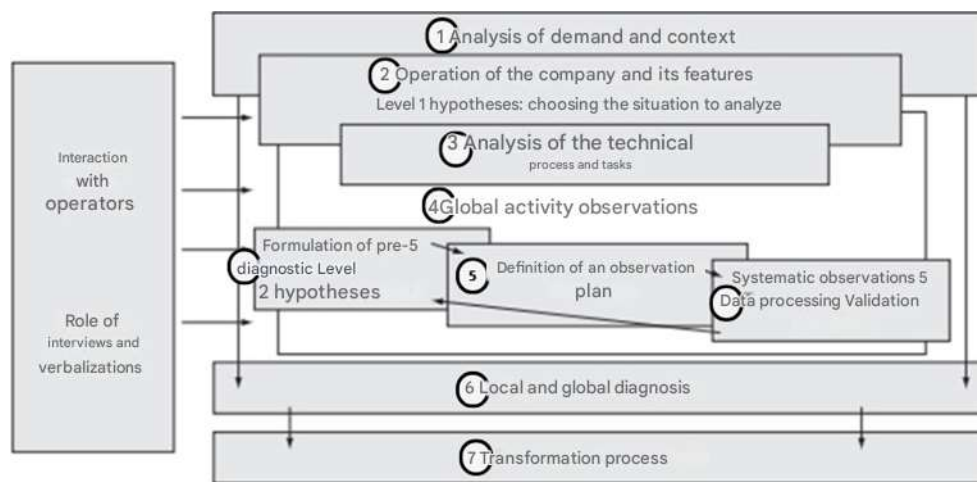 1 Analysis of demand and context
2 Operation of the company and its features
Level 1 hypotheses: choosing the situation to analyze
3 Analysis of the technical
process and tasks
4 Global activity observations
Interaction
with
operators
Role of
interviews and
verbalizations
Formulation of pre-5
diagnostic Level
2 hypotheses
5 Definition of an observation
plan
Systematic observations 5
Data processing Validation
6 Local and global diagnosis
7 Transformation process